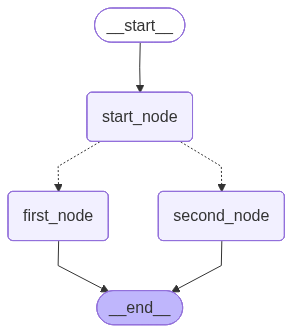 __start__
start_node
first_node
second_node
__end__